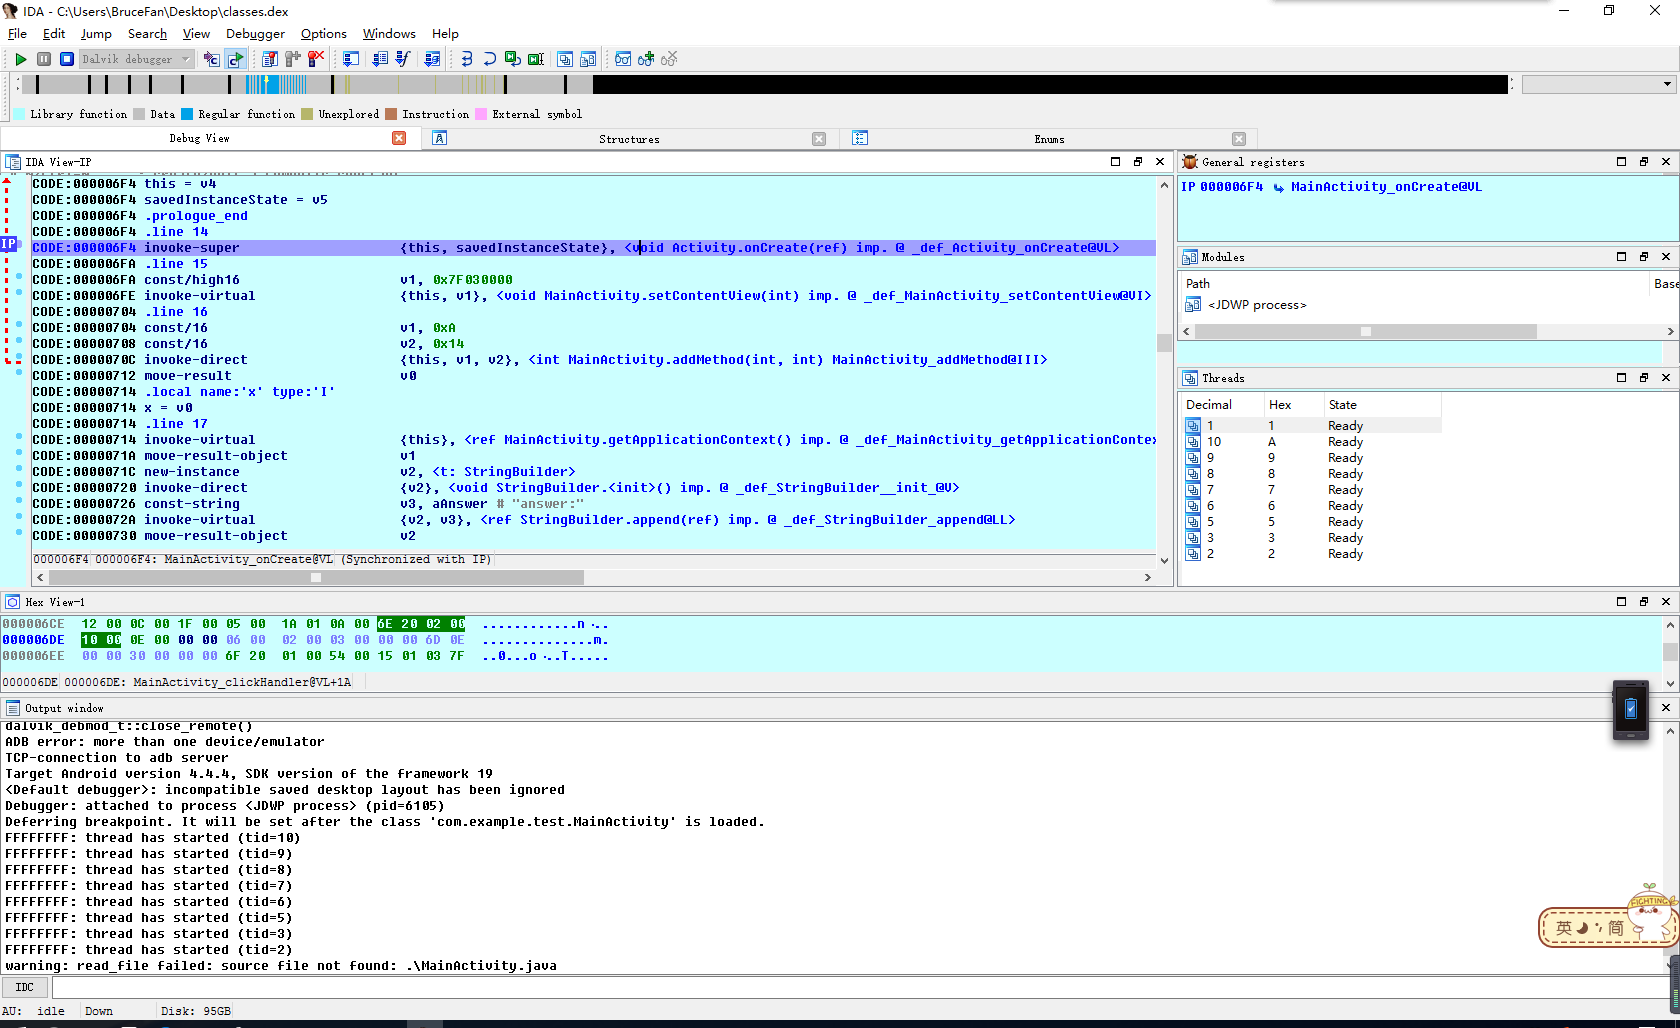 IDA - C:\Users\BruceFan\Desktop\classes.dex
File Edit Jump Search View Debugger Options Windows Help
Dalvik debugger
Library function Data Regular function Unexplored Instruction External symbol
Debug View Structures Enums
IDA View-IP
CODE:000006F4 this = v4
CODE:000006F4 savedInstanceState = v5
CODE:000006F4 .prologue_end
CODE:000006F4 .line 14
IP
CODE:000006F4 invoke-super {this, savedInstanceState}, <void Activity.onCreate(ref) imp. @ _def_Activity_onCreate@VL>
CODE:000006FA .line 15
CODE:000006FA const/high16 v1, 0x7F030000
CODE:000006FE invoke-virtual {this, v1}, <void MainActivity.setContentView(int) imp. @ _def_MainActivity_setContentView@VI>
CODE:00000704 .line 16
CODE:00000704 const/16 v1, 0xA
CODE:00000708 const/16 v2, 0x14
CODE:0000070C invoke-direct {this, v1, v2}, <int MainActivity.addMethod(int, int) MainActivity_addMethod@III>
CODE:00000712 move-result v0
CODE:00000714 .local name:'x' type:'I'
CODE:00000714 x = v0
CODE:00000714 .line 17
CODE:00000714 invoke-virtual {this}, <ref MainActivity.getApplicationContext() imp. @ _def_MainActivity_getApplicationContex
CODE:0000071A move-result-object v1
CODE:0000071C new-instance v2, <t: StringBuilder>
CODE:00000720 invoke-direct {v2}, <void StringBuilder.<init>() imp. @ _def_StringBuilder__init_@V>
CODE:00000726 const-string v3, aAnswer # "answer:"
CODE:0000072A invoke-virtual {v2, v3}, <ref StringBuilder.append(ref) imp. @ _def_StringBuilder_append@LL>
CODE:00000730 move-result-object v2
000006F4 000006F4: MainActivity_onCreate@VL (Synchronized with IP)
General registers
IP 000006F4 MainActivity_onCreate@VL
Modules
Path Base
<JDWP process>
Threads
Decimal Hex State
1 1 Ready
10 A Ready
9 9 Ready
8 8 Ready
7 7 Ready
6 6 Ready
5 5 Ready
3 3 Ready
2 2 Ready
Hex View-1
000006CE 12 00 0C 00 1F 00 05 00 1A 01 0A 00 6E 20 02 00 ............n ..
000006DE 10 00 0E 00 00 00 06 00 02 00 03 00 00 00 6D 0E ..............m.
000006EE 00 00 30 00 00 00 6F 20 01 00 54 00 15 01 03 7F ..0...o ..T.....
000006DE 000006DE: MainActivity_clickHandler@VL+1A
Output window
dalvik_debmod_t::close_remote()
ADB error: more than one device/emulator
TCP-connection to adb server
Target Android version 4.4.4, SDK version of the framework 19
<Default debugger>: incompatible saved desktop layout has been ignored
Debugger: attached to process <JDWP process> (pid=6105)
Deferring breakpoint. It will be set after the class 'com.example.test.MainActivity' is loaded.
FFFFFFFF: thread has started (tid=10)
FFFFFFFF: thread has started (tid=9)
FFFFFFFF: thread has started (tid=8)
FFFFFFFF: thread has started (tid=7)
FFFFFFFF: thread has started (tid=6)
FFFFFFFF: thread has started (tid=5)
FFFFFFFF: thread has started (tid=3)
FFFFFFFF: thread has started (tid=2)
warning: read_file failed: source file not found: .\MainActivity.java
FIGHTING
英 简
IDC
AU: idle Down Disk: 95GB